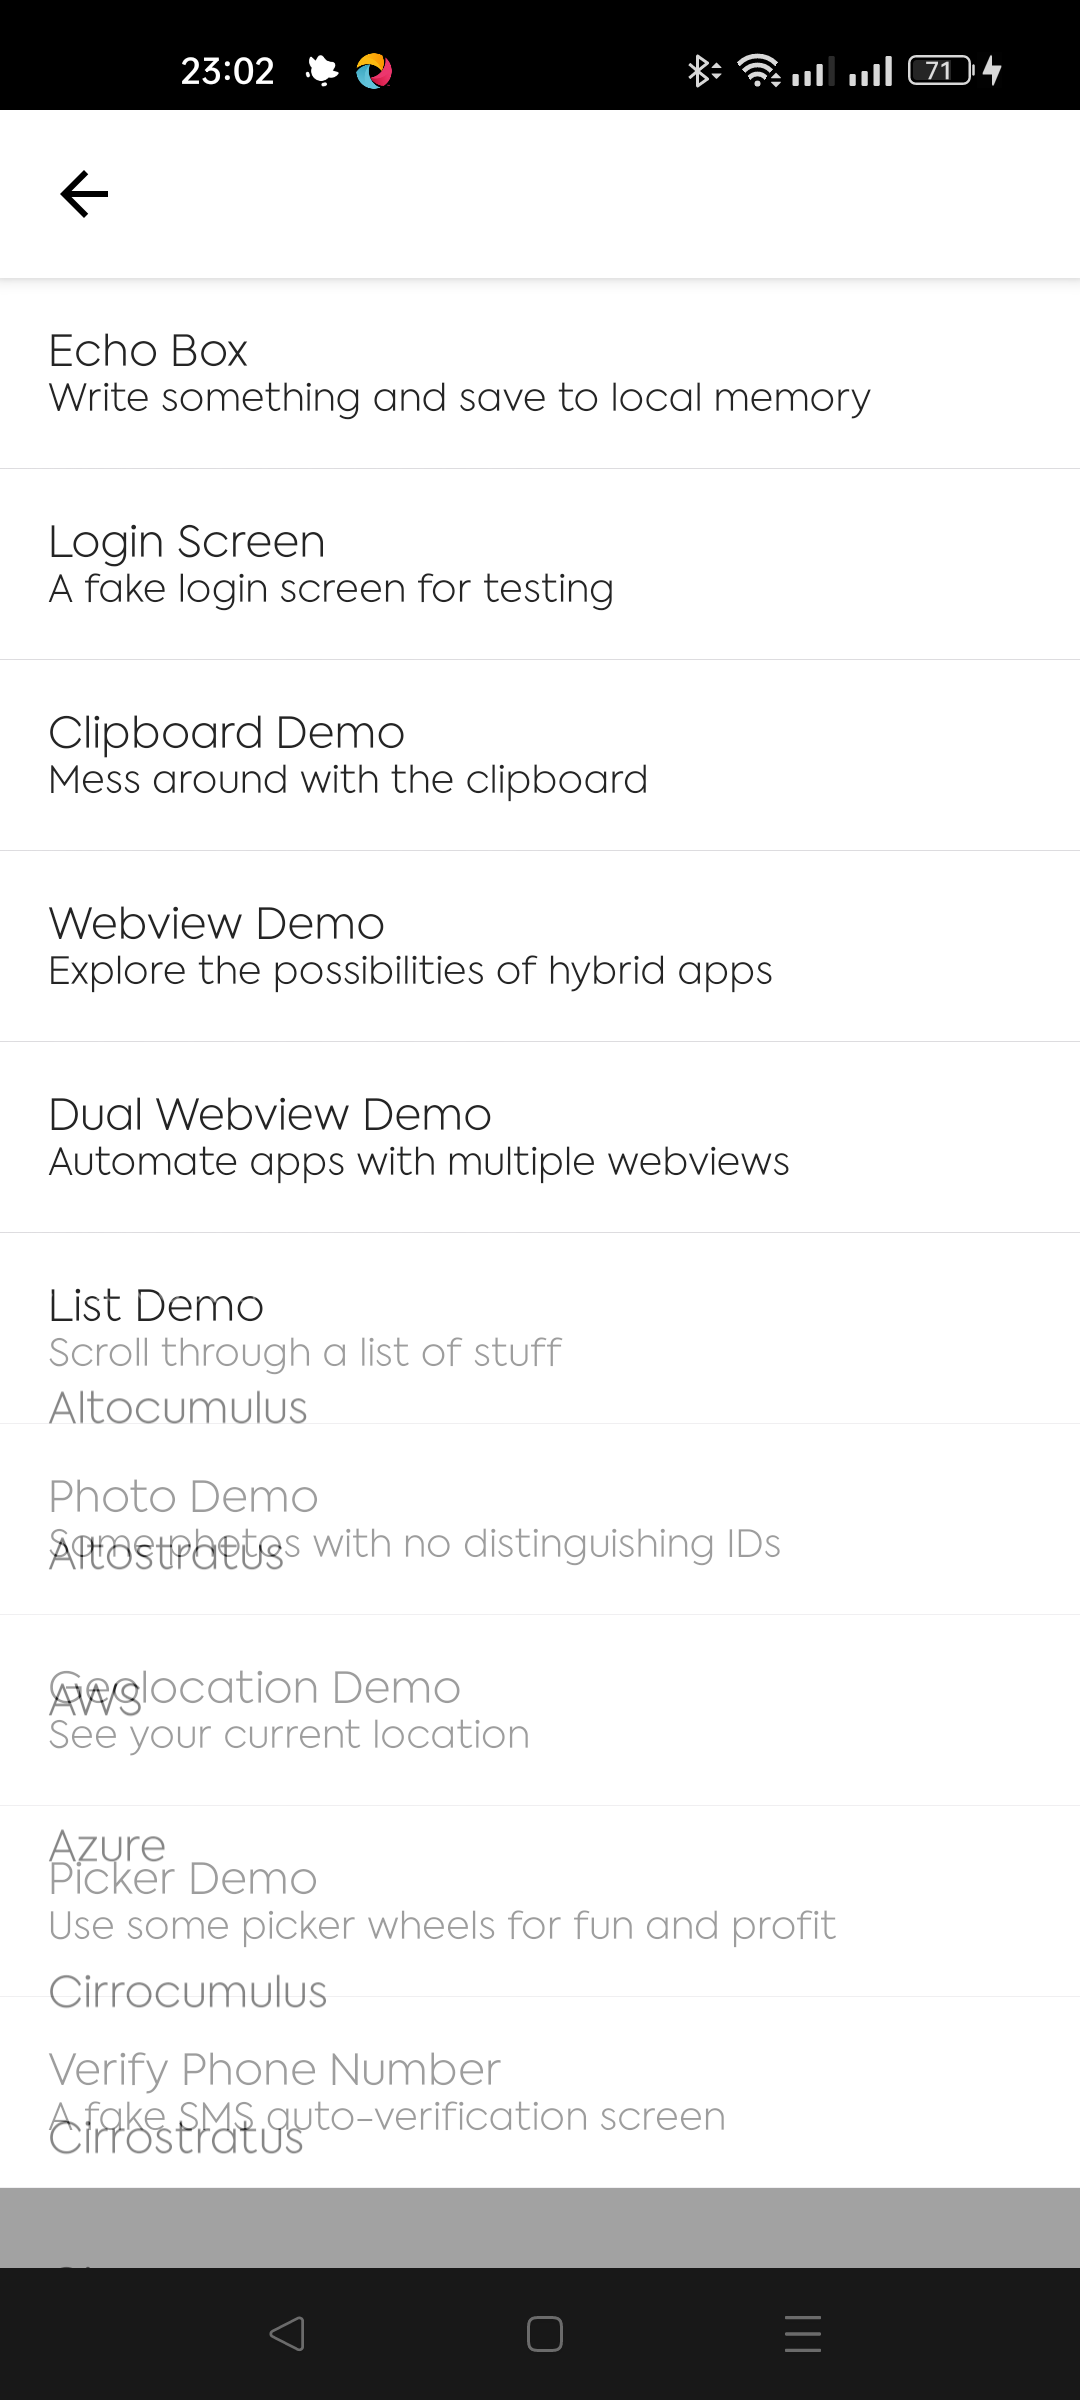 23:02
71
Echo Box
Write something and save to local memory
Login Screen
A fake login screen for testing
Clipboard Demo
Mess around with the clipboard
Webview Demo
Explore the possibilities of hybrid apps
Dual Webview Demo
Automate apps with multiple webviews
List Demo
Scroll through a list of stuff
Altocumulus
Photo Demo
Some photos with no distinguishing IDs
Altostratus
Geolocation Demo
AWS
See your current location
Azure
Picker Demo
Use some picker wheels for fun and profit
Cirrocumulus
Verify Phone Number
A fake SMS auto-verification screen
Cirrostratus